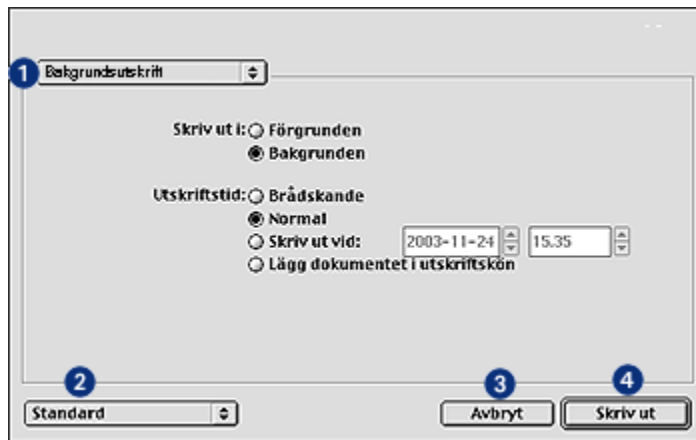 1 Bakgrundsutskrift
Skriv ut i: Förgrunden
Bakgrunden
Utskriftstid: Brådskande
Normal
Skriv ut vid: 2003-11-24 15.35
Lägg dokumentet i utskriftskön
2
Standard
3
Avbryt
4
Skriv ut